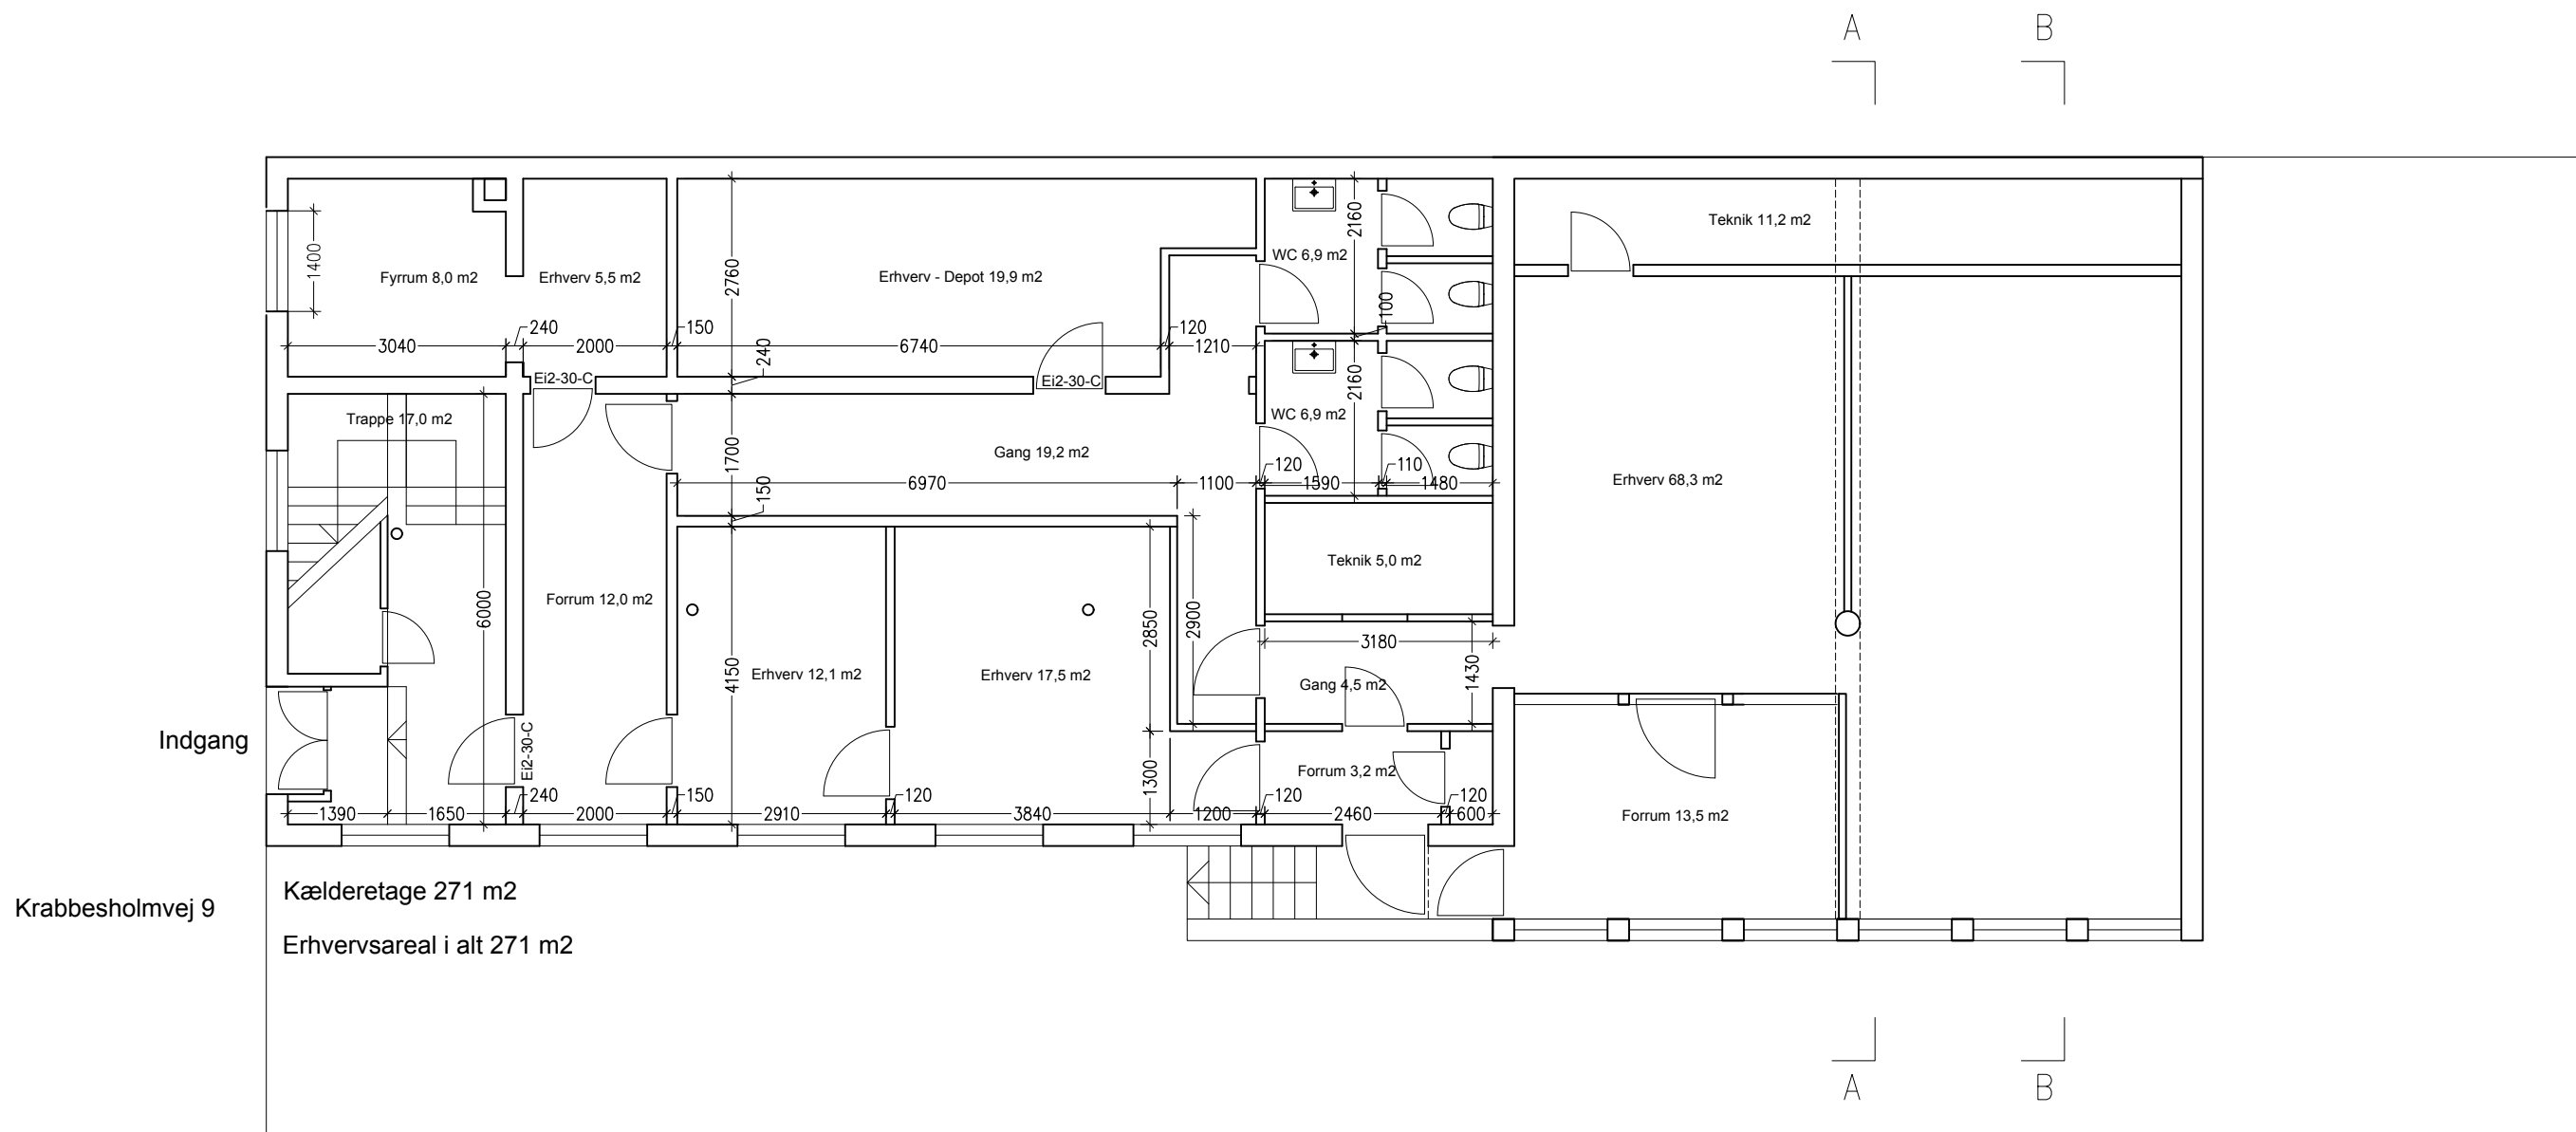 A
B
Teknik 11,2 m2
2160
WC 6,9 m2
1400
Fyrrum 8,0 m2
Erhverv 5,5 m2
2760
Erhverv - Depot 19,9 m2
100
240
150
120
3040
2000
6740
1210
240
Ei2-30-C
Ei2-30-C
2160
WC 6,9 m2
Trappe 17,0 m2
1700
Gang 19,2 m2
120
110
6970
1100
1590
1480
150
Erhverv 68,3 m2
Teknik 5,0 m2
6000
Forrum 12,0 m2
2850
2900
3180
4150
Erhverv 12,1 m2
Erhverv 17,5 m2
Gang 4,5 m2
1430
Indgang
Ei2-30-C
1300
Forrum 3,2 m2
240
150
120
120
120
1390
1650
2000
2910
3840
1200
2460
600
Forrum 13,5 m2
Kælderetage 271 m2
Krabbesholmvej 9
Erhvervsareal i alt 271 m2
A
B